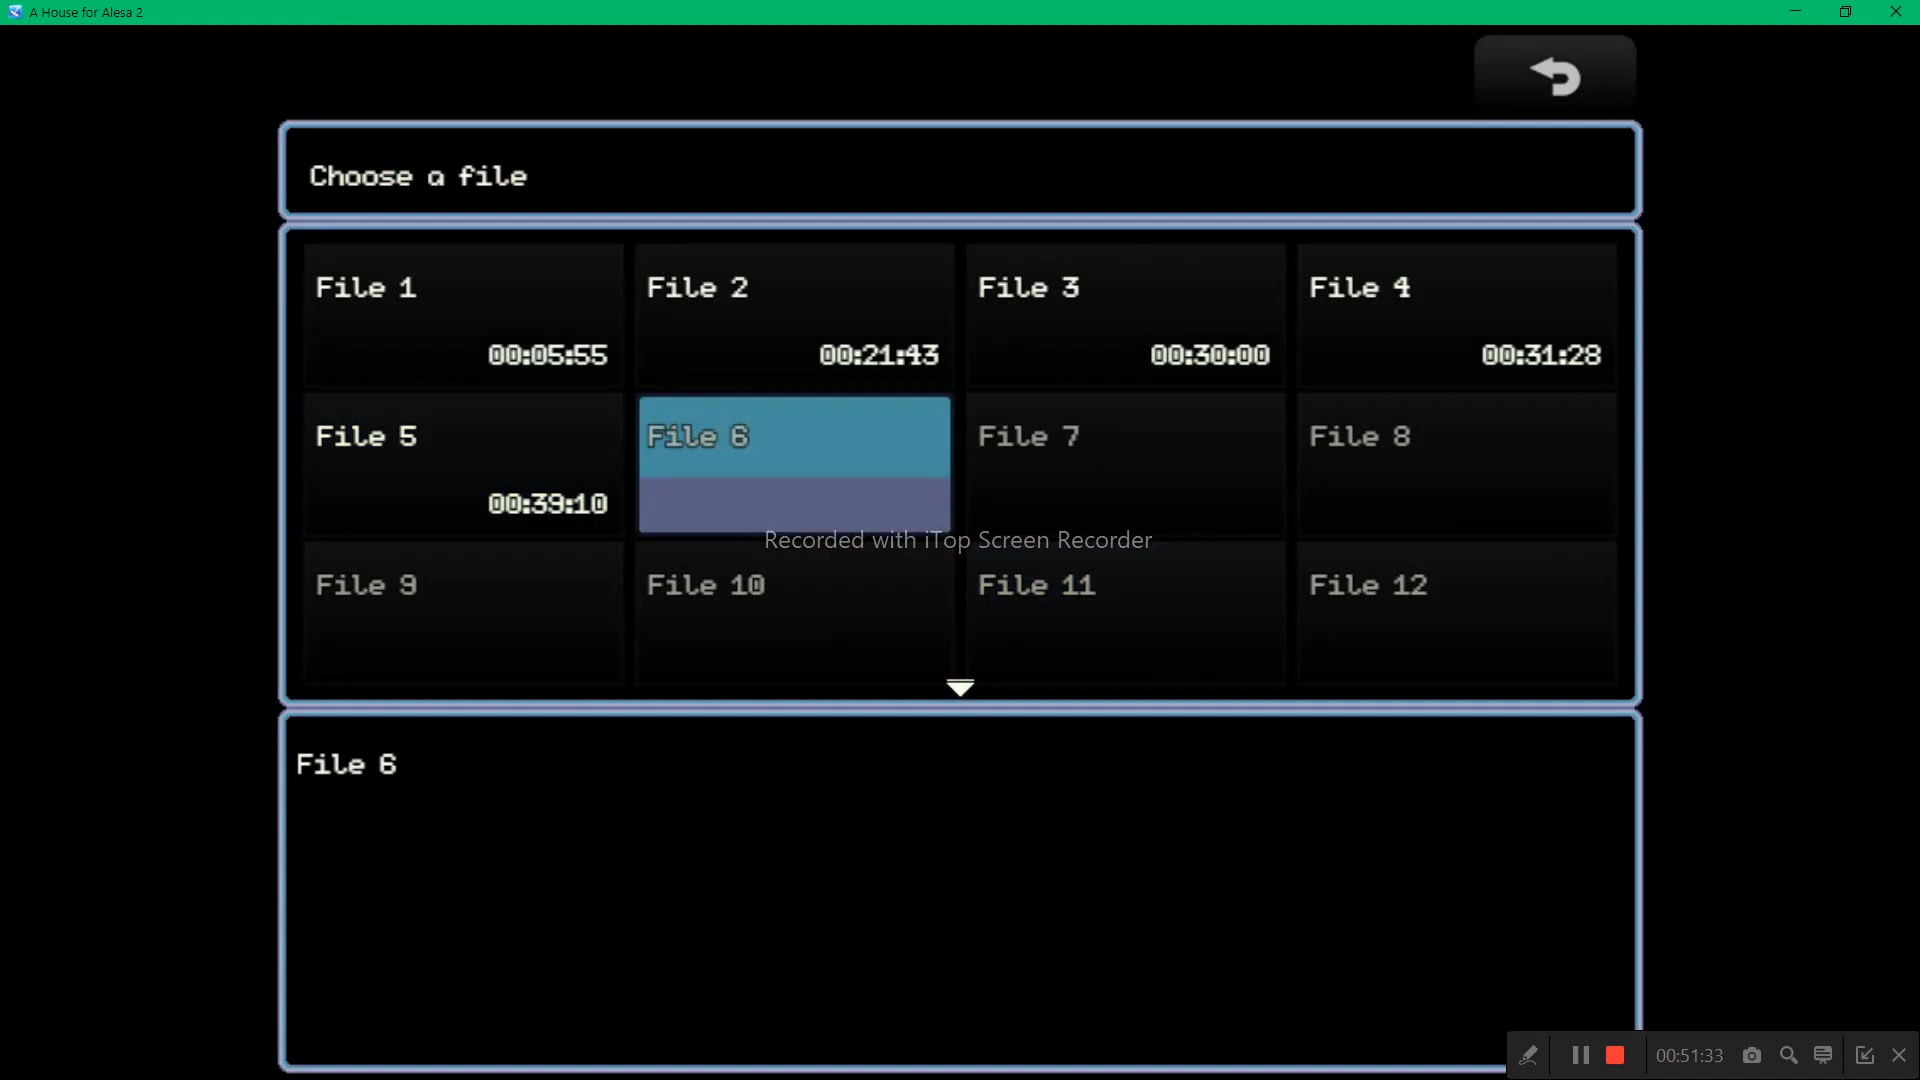 A House for Alesa 2
Choose a file
File 1
00:05:55
File 2
00:21:43
File 3
00:30:00
File 4
00:31:28
File 5
00:39:10
File 6
File 7
File 8
Recorded with iTop Screen Recorder
File 9
File 10
File 11
File 12
File 6
00:51:33